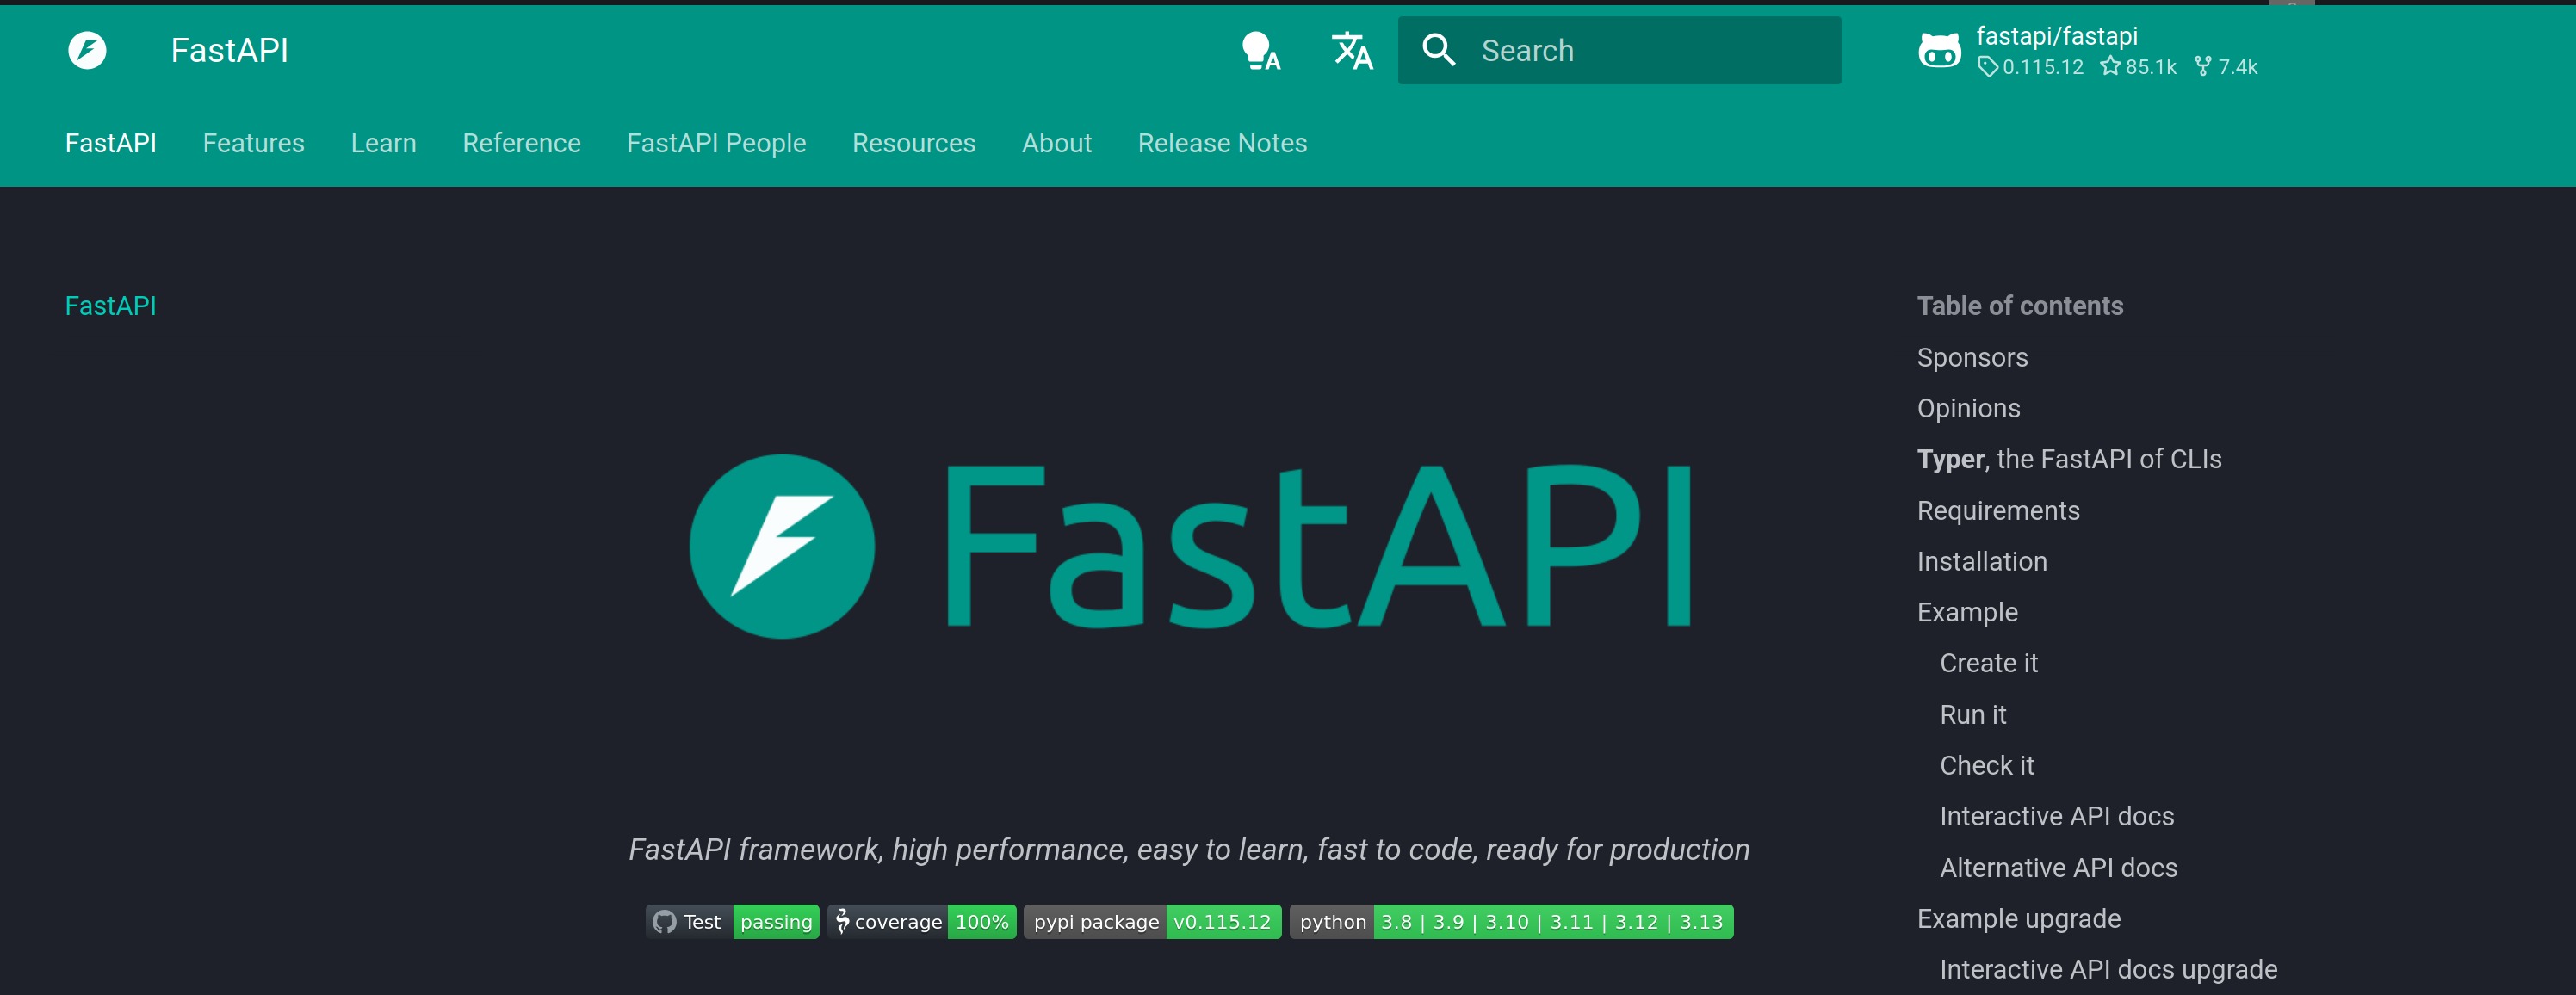 FastAPI
Search
fastapi/fastapi
0.115.12 85.1k 7.4k
FastAPI Features Learn Reference FastAPI People Resources About Release Notes
FastAPI
FastAPI
FastAPI framework, high performance, easy to learn, fast to code, ready for production
Test passing coverage 100% pypi package v0.115.12 python 3.8 | 3.9 | 3.10 | 3.11 | 3.12 | 3.13
Table of contents
Sponsors
Opinions
Typer, the FastAPI of CLIs
Requirements
Installation
Example
Create it
Run it
Check it
Interactive API docs
Alternative API docs
Example upgrade
Interactive API docs upgrade